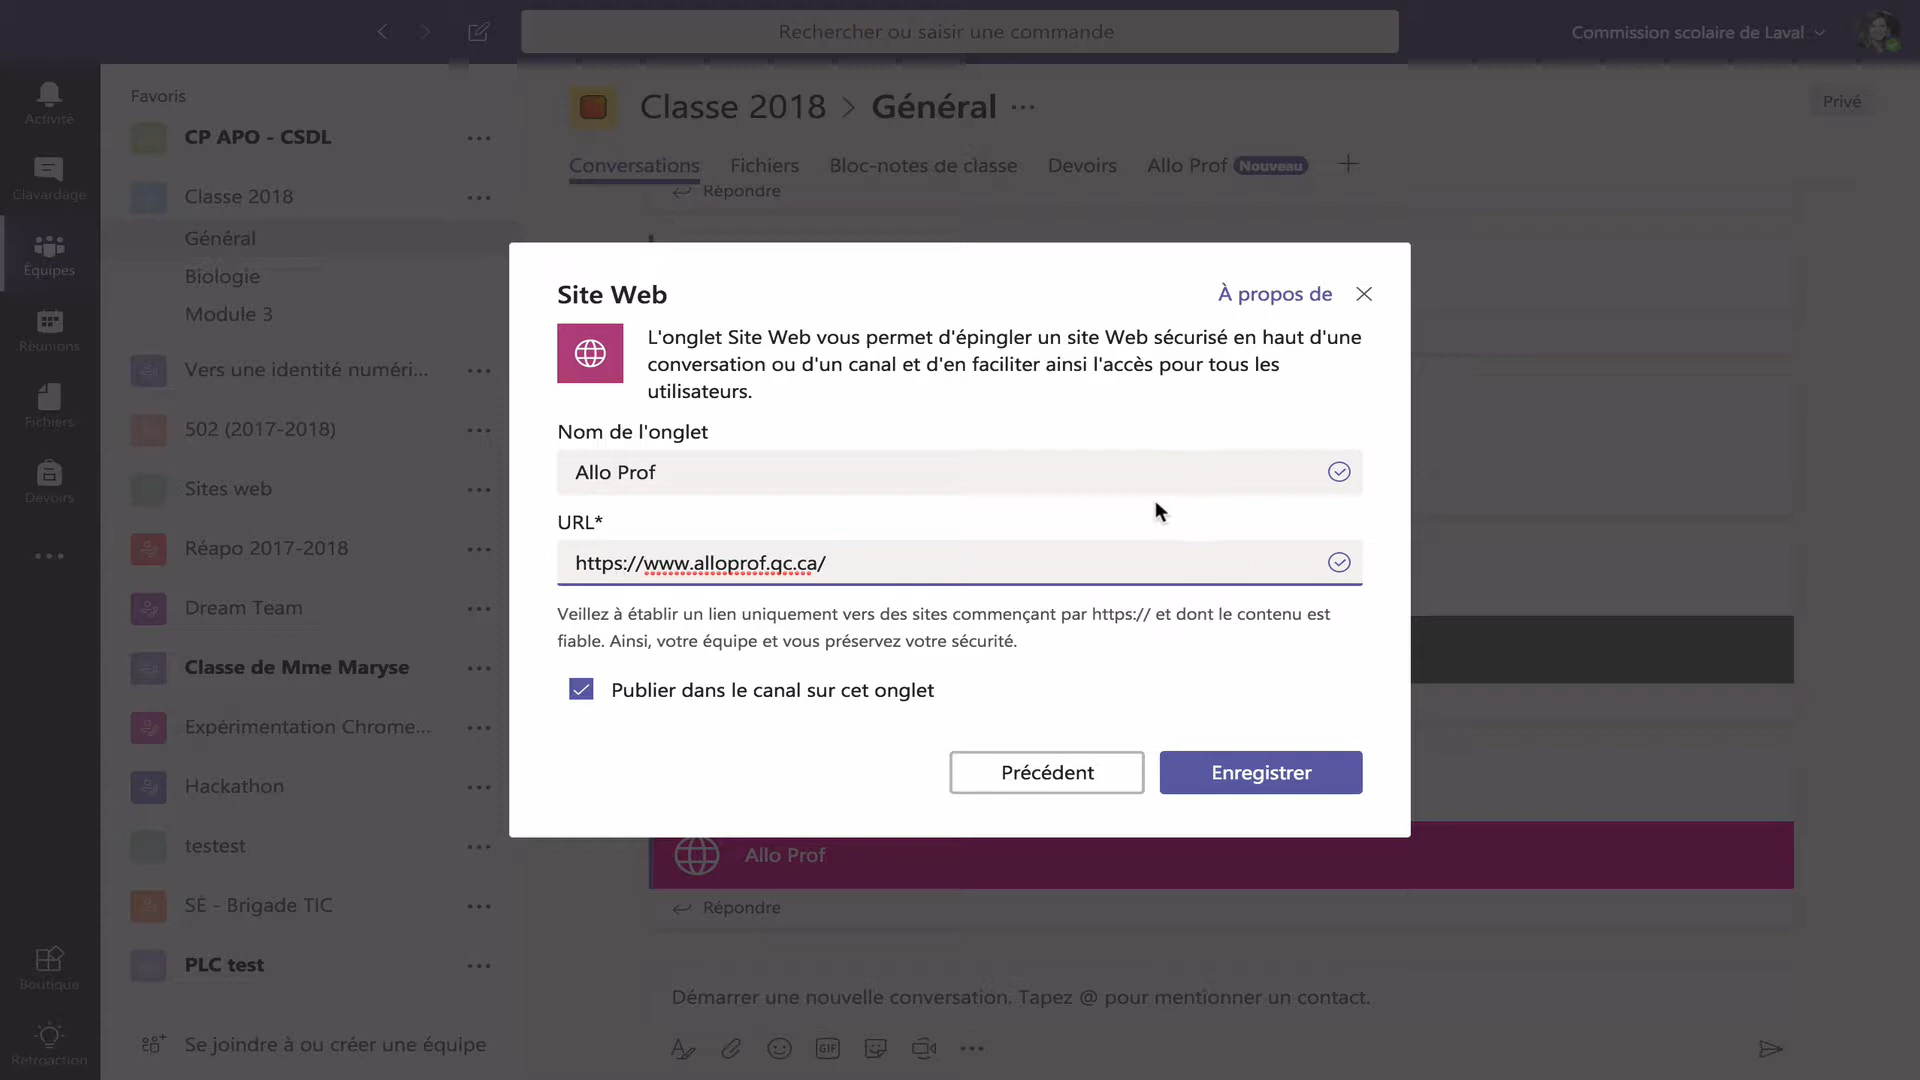 Rechercher ou saisir une commande
Commission scolaire de Laval
Activité
Clavardage
Équipes
Réunions
Fichiers
Devoirs
Boutique
Rétroaction
Favoris
CP APO - CSDL
Classe 2018
Général
Biologie
Module 3
Vers une identité numéri...
502 (2017-2018)
Sites web
Réapo 2017-2018
Dream Team
Classe de Mme Maryse
Expérimentation Chrome...
Hackathon
testest
SÉ - Brigade TIC
PLC test
Se joindre à ou créer une équipe
Classe 2018 > Général ...
Privé
Conversations Fichiers Bloc-notes de classe Devoirs Allo Prof Nouveau +
Répondre
Site Web
À propos de
L'onglet Site Web vous permet d'épingler un site Web sécurisé en haut d'une
conversation ou d'un canal et d'en faciliter ainsi l'accès pour tous les
utilisateurs.
Nom de l'onglet
Allo Prof
URL*
https://www.alloprof.qc.ca/
Veillez à établir un lien uniquement vers des sites commençant par https:// et dont le contenu est
fiable. Ainsi, votre équipe et vous préservez votre sécurité.
Publier dans le canal sur cet onglet
Précédent
Enregistrer
Allo Prof
Répondre
Démarrer une nouvelle conversation. Tapez @ pour mentionner un contact.
GIF